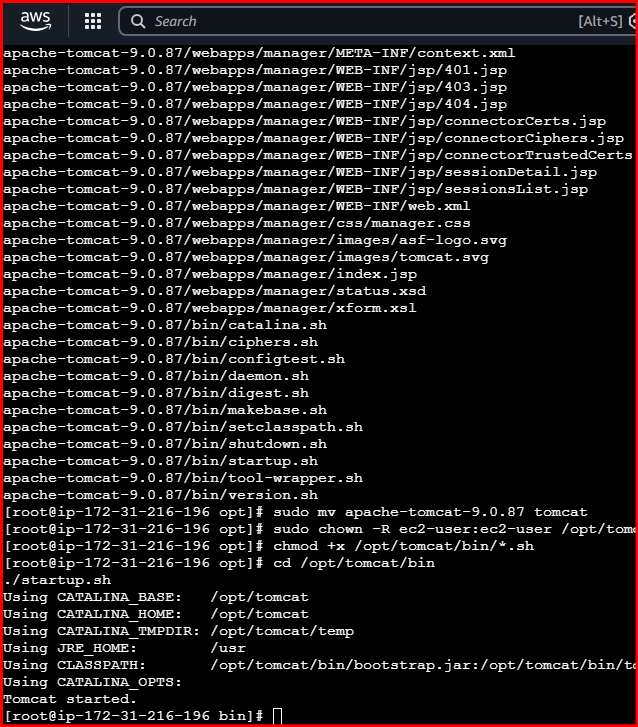 aws Search [Alt+S]
apache-tomcat-9.0.87/webapps/manager/META-INF/context.xml
apache-tomcat-9.0.87/webapps/manager/WEB-INF/jsp/401.jsp
apache-tomcat-9.0.87/webapps/manager/WEB-INF/jsp/403.jsp
apache-tomcat-9.0.87/webapps/manager/WEB-INF/jsp/404.jsp
apache-tomcat-9.0.87/webapps/manager/WEB-INF/jsp/connectorCerts.jsp
apache-tomcat-9.0.87/webapps/manager/WEB-INF/jsp/connectorCiphers.jsp
apache-tomcat-9.0.87/webapps/manager/WEB-INF/jsp/connectorTrustedCerts
apache-tomcat-9.0.87/webapps/manager/WEB-INF/jsp/sessionDetail.jsp
apache-tomcat-9.0.87/webapps/manager/WEB-INF/jsp/sessionsList.jsp
apache-tomcat-9.0.87/webapps/manager/WEB-INF/web.xml
apache-tomcat-9.0.87/webapps/manager/css/manager.css
apache-tomcat-9.0.87/webapps/manager/images/asf-logo.svg
apache-tomcat-9.0.87/webapps/manager/images/tomcat.svg
apache-tomcat-9.0.87/webapps/manager/index.jsp
apache-tomcat-9.0.87/webapps/manager/status.xsd
apache-tomcat-9.0.87/webapps/manager/xform.xsl
apache-tomcat-9.0.87/bin/catalina.sh
apache-tomcat-9.0.87/bin/ciphers.sh
apache-tomcat-9.0.87/bin/configtest.sh
apache-tomcat-9.0.87/bin/daemon.sh
apache-tomcat-9.0.87/bin/digest.sh
apache-tomcat-9.0.87/bin/makebase.sh
apache-tomcat-9.0.87/bin/setclasspath.sh
apache-tomcat-9.0.87/bin/shutdown.sh
apache-tomcat-9.0.87/bin/startup.sh
apache-tomcat-9.0.87/bin/tool-wrapper.sh
apache-tomcat-9.0.87/bin/version.sh
[root@ip-172-31-216-196 opt]# sudo mv apache-tomcat-9.0.87 tomcat
[root@ip-172-31-216-196 opt]# sudo chown -R ec2-user:ec2-user /opt/tomc
[root@ip-172-31-216-196 opt]# chmod +x /opt/tomcat/bin/*.sh
[root@ip-172-31-216-196 opt]# cd /opt/tomcat/bin
./startup.sh
Using CATALINA_BASE:   /opt/tomcat
Using CATALINA_HOME:   /opt/tomcat
Using CATALINA_TMPDIR: /opt/tomcat/temp
Using JRE_HOME:        /usr
Using CLASSPATH:       /opt/tomcat/bin/bootstrap.jar:/opt/tomcat/bin/to
Using CATALINA_OPTS:
Tomcat started.
[root@ip-172-31-216-196 bin]#